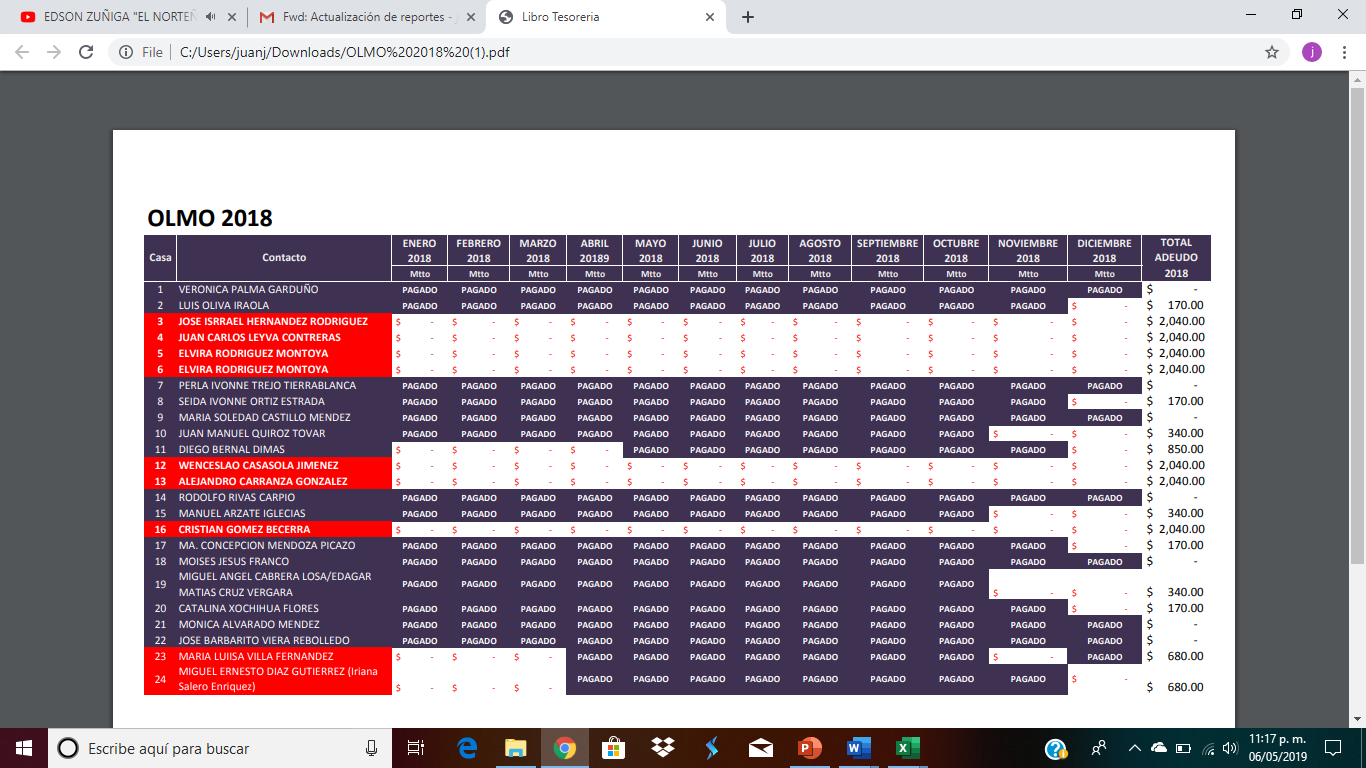 EDSON ZUÑIGA "EL NORTEÑ
Fwd: Actualización de reportes -
Libro Tesoreria
File C:/Users/juanj/Downloads/OLMO%202018%20(1).pdf
j
OLMO 2018
Casa Contacto ENERO 2018 FEBRERO 2018 MARZO 2018 ABRIL 20189 MAYO 2018 JUNIO 2018 JULIO 2018 AGOSTO 2018 SEPTIEMBRE 2018 OCTUBRE 2018 NOVIEMBRE 2018 DICIEMBRE 2018 TOTAL ADEUDO 2018
Mtto Mtto Mtto Mtto Mtto Mtto Mtto Mtto Mtto Mtto Mtto Mtto
1 VERONICA PALMA GARDUÑO PAGADO PAGADO PAGADO PAGADO PAGADO PAGADO PAGADO PAGADO PAGADO PAGADO PAGADO PAGADO $ -
2 LUIS OLIVA IRAOLA PAGADO PAGADO PAGADO PAGADO PAGADO PAGADO PAGADO PAGADO PAGADO PAGADO PAGADO $ - $ 170.00
3 JOSE ISRRAEL HERNANDEZ RODRIGUEZ $ - $ - $ - $ - $ - $ - $ - $ - $ - $ - $ - $ - $ 2,040.00
4 JUAN CARLOS LEYVA CONTRERAS $ - $ - $ - $ - $ - $ - $ - $ - $ - $ - $ - $ - $ 2,040.00
5 ELVIRA RODRIGUEZ MONTOYA $ - $ - $ - $ - $ - $ - $ - $ - $ - $ - $ - $ - $ 2,040.00
6 ELVIRA RODRIGUEZ MONTOYA $ - $ - $ - $ - $ - $ - $ - $ - $ - $ - $ - $ - $ 2,040.00
7 PERLA IVONNE TREJO TIERRABLANCA PAGADO PAGADO PAGADO PAGADO PAGADO PAGADO PAGADO PAGADO PAGADO PAGADO PAGADO PAGADO $ -
8 SEIDA IVONNE ORTIZ ESTRADA PAGADO PAGADO PAGADO PAGADO PAGADO PAGADO PAGADO PAGADO PAGADO PAGADO PAGADO $ - $ 170.00
9 MARIA SOLEDAD CASTILLO MENDEZ PAGADO PAGADO PAGADO PAGADO PAGADO PAGADO PAGADO PAGADO PAGADO PAGADO PAGADO PAGADO $ -
10 JUAN MANUEL QUIROZ TOVAR PAGADO PAGADO PAGADO PAGADO PAGADO PAGADO PAGADO PAGADO PAGADO PAGADO $ - $ - $ 340.00
11 DIEGO BERNAL DIMAS $ - $ - $ - $ - PAGADO PAGADO PAGADO PAGADO PAGADO PAGADO PAGADO $ - $ 850.00
12 WENCESLAO CASASOLA JIMENEZ $ - $ - $ - $ - $ - $ - $ - $ - $ - $ - $ - $ - $ 2,040.00
13 ALEJANDRO CARRANZA GONZALEZ $ - $ - $ - $ - $ - $ - $ - $ - $ - $ - $ - $ - $ 2,040.00
14 RODOLFO RIVAS CARPIO PAGADO PAGADO PAGADO PAGADO PAGADO PAGADO PAGADO PAGADO PAGADO PAGADO PAGADO PAGADO $ -
15 MANUEL ARZATE IGLECIAS PAGADO PAGADO PAGADO PAGADO PAGADO PAGADO PAGADO PAGADO PAGADO PAGADO $ - $ - $ 340.00
16 CRISTIAN GOMEZ BECERRA $ - $ - $ - $ - $ - $ - $ - $ - $ - $ - $ - $ - $ 2,040.00
17 MA. CONCEPCION MENDOZA PICAZO PAGADO PAGADO PAGADO PAGADO PAGADO PAGADO PAGADO PAGADO PAGADO PAGADO PAGADO $ - $ 170.00
18 MOISES JESUS FRANCO PAGADO PAGADO PAGADO PAGADO PAGADO PAGADO PAGADO PAGADO PAGADO PAGADO PAGADO PAGADO $ -
19 MIGUEL ANGEL CABRERA LOSA/EDAGAR
MATIAS CRUZ VERGARA PAGADO PAGADO PAGADO PAGADO PAGADO PAGADO PAGADO PAGADO PAGADO PAGADO $ - $ - $ 340.00
20 CATALINA XOCHIHUA FLORES PAGADO PAGADO PAGADO PAGADO PAGADO PAGADO PAGADO PAGADO PAGADO PAGADO PAGADO $ - $ 170.00
21 MONICA ALVARADO MENDEZ PAGADO PAGADO PAGADO PAGADO PAGADO PAGADO PAGADO PAGADO PAGADO PAGADO PAGADO PAGADO $ -
22 JOSE BARBARITO VIERA REBOLLEDO PAGADO PAGADO PAGADO PAGADO PAGADO PAGADO PAGADO PAGADO PAGADO PAGADO PAGADO PAGADO $ -
23 MARIA LUIISA VILLA FERNANDEZ $ - $ - $ - PAGADO PAGADO PAGADO PAGADO PAGADO PAGADO PAGADO $ - PAGADO $ 680.00
24 MIGUEL ERNESTO DIAZ GUTIERREZ (Iriana
Salero Enriquez) $ - $ - $ - PAGADO PAGADO PAGADO PAGADO PAGADO PAGADO PAGADO PAGADO $ - $ 680.00
Escribe aquí para buscar
11:17 p. m.
06/05/2019